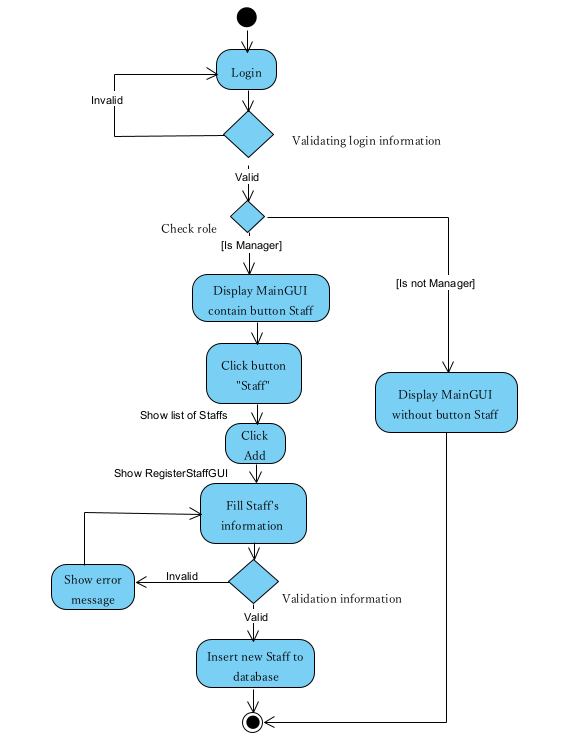 Login
Invalid
Validating login information
Valid
Check role
[Is Manager]
[Is not Manager]
Display MainGUI
contain button Staff
Click button
"Staff"
Display MainGUI
without button Staff
Show list of Staffs
Click
Add
Show RegisterStaffGUI
Fill Staff's
information
Show error
message
Invalid
Validation information
Valid
Insert new Staff to
database